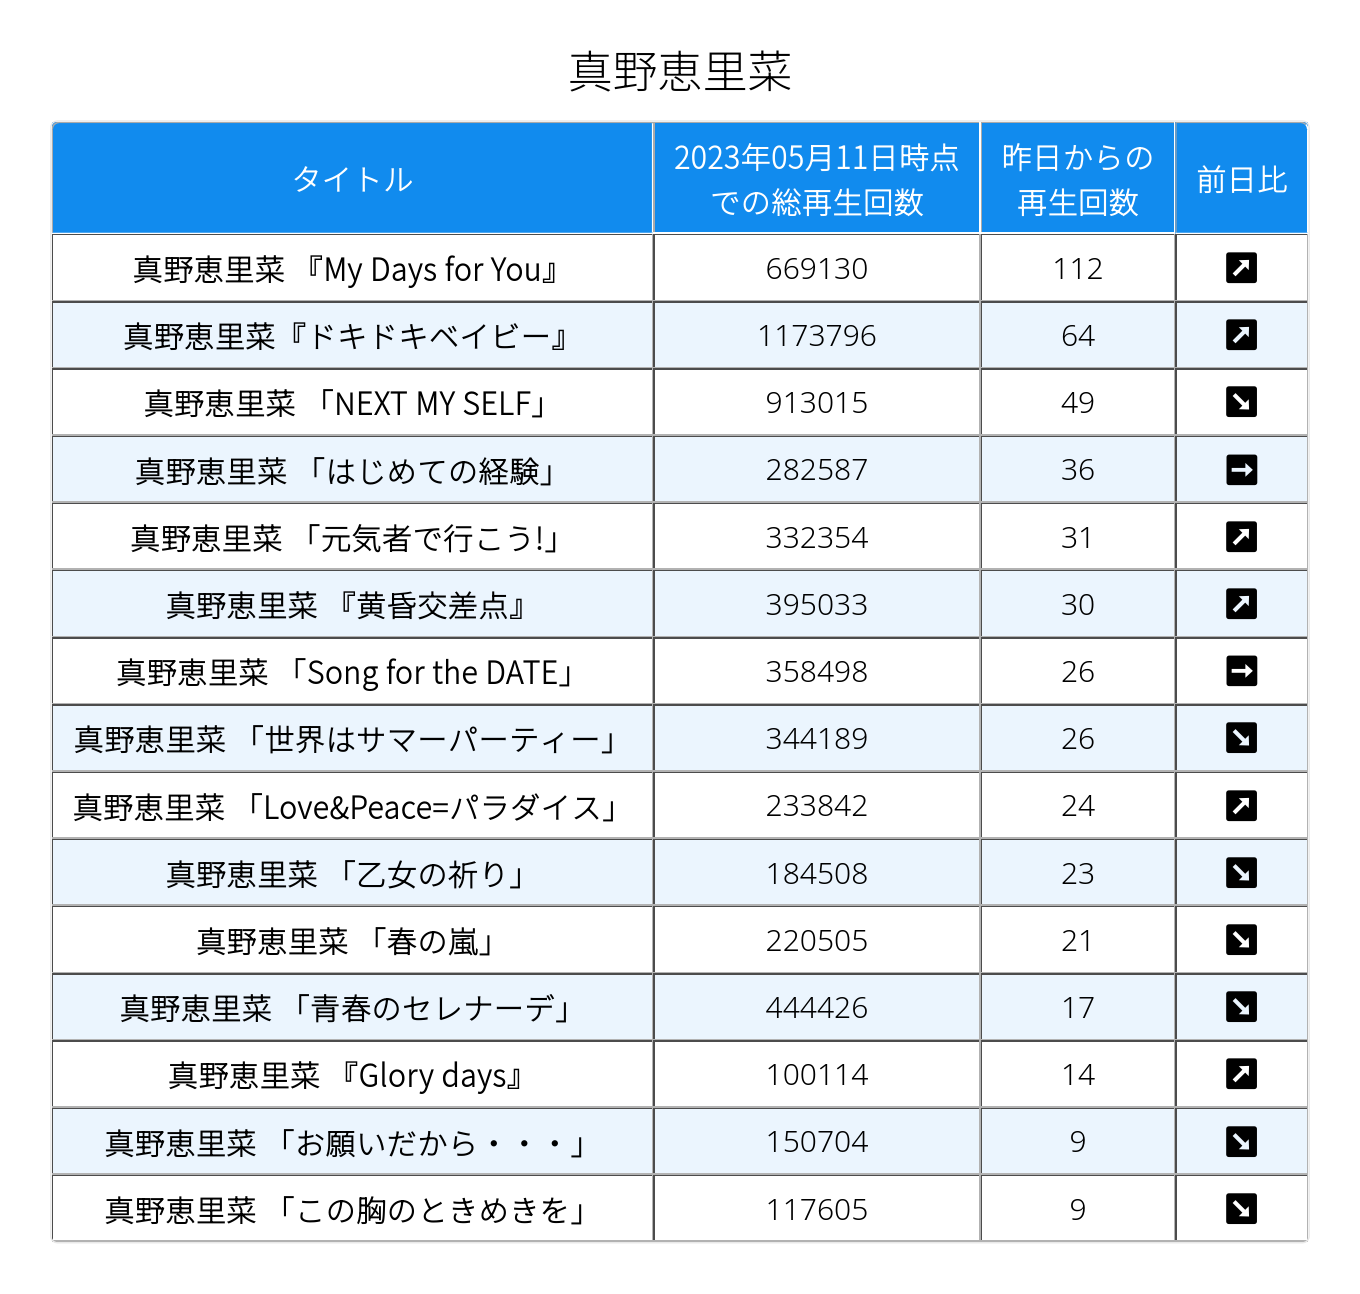 真野恵里菜
タイトル 2023年05月11日時点での総再生回数 昨日からの再生回数 前日比
真野恵里菜 『My Days for You』 669130 112 ↗
真野恵里菜『ドキドキベイビー』 1173796 64 ↗
真野恵里菜 「NEXT MY SELF」 913015 49 ↘
真野恵里菜 「はじめての経験」 282587 36 →
真野恵里菜 「元気者で行こう!」 332354 31 ↗
真野恵里菜 『黄昏交差点』 395033 30 ↗
真野恵里菜 「Song for the DATE」 358498 26 →
真野恵里菜 「世界はサマーパーティー」 344189 26 ↘
真野恵里菜 「Love&Peace=パラダイス」 233842 24 ↗
真野恵里菜 「乙女の祈り」 184508 23 ↘
真野恵里菜 「春の嵐」 220505 21 ↘
真野恵里菜 「青春のセレナーデ」 444426 17 ↘
真野恵里菜 『Glory days』 100114 14 ↗
真野恵里菜 「お願いだから・・・」 150704 9 ↘
真野恵里菜 「この胸のときめきを」 117605 9 ↘